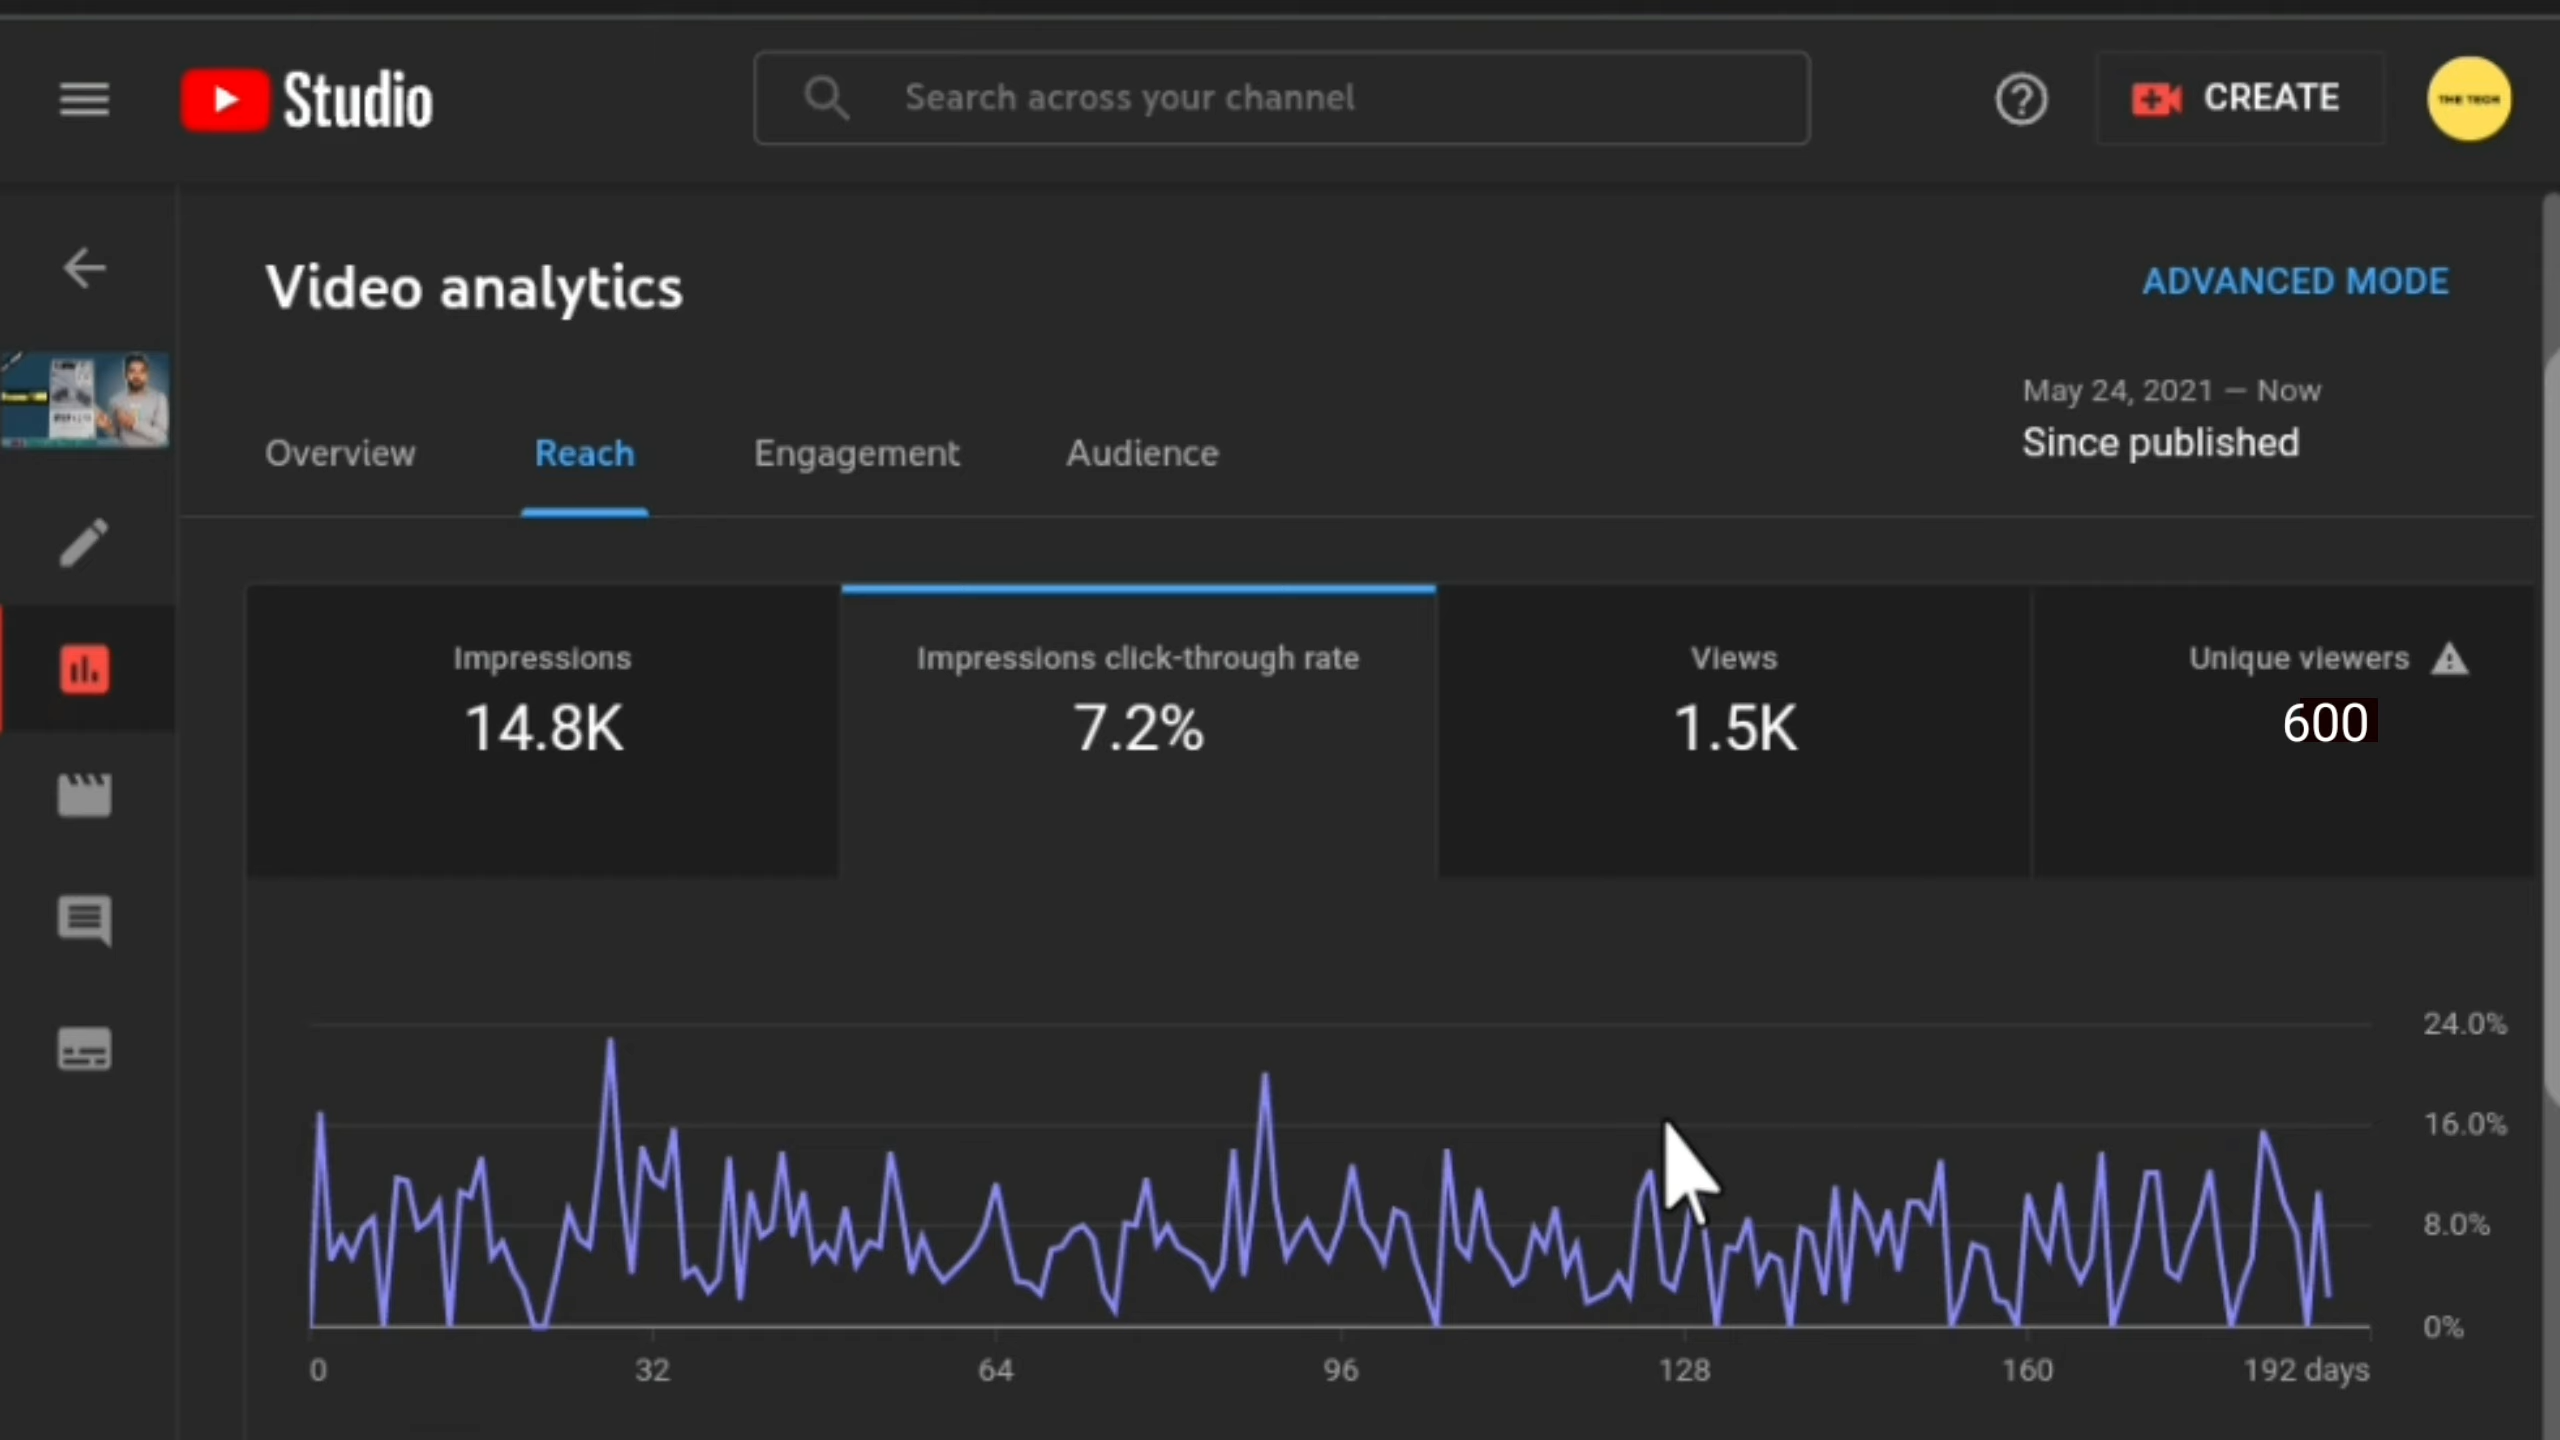 Studio
Search across your channel
CREATE
THE TECH
Video analytics
ADVANCED MODE
May 24, 2021 – Now
Since published
Overview
Reach
Engagement
Audience
Impressions
14.8K
Impressions click-through rate
7.2%
Views
1.5K
Unique viewers
600
24.0%
16.0%
8.0%
0%
0
32
64
96
128
160
192 days